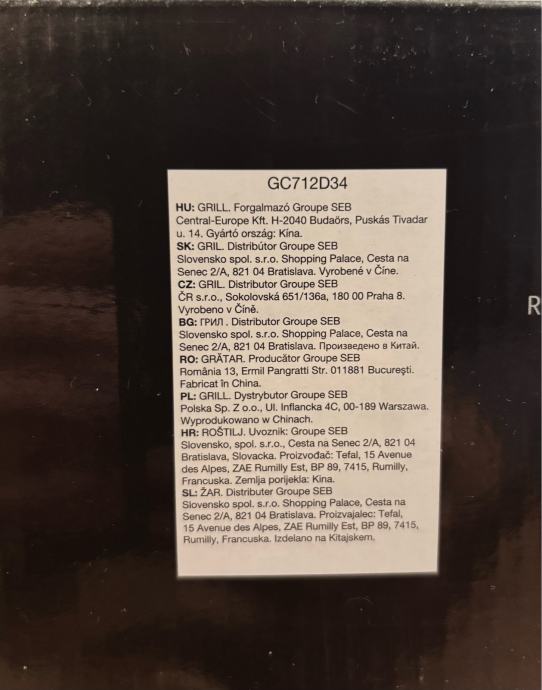 GC712D34
HU: GRILL. Forgalmazó Groupe SEB
Central-Europe Kft. H-2040 Budaörs, Puskás Tivadar
u. 14. Gyártó ország: Kína.
SK: GRIL. Distribútor Groupe SEB
Slovensko spol. s.r.o. Shopping Palace, Cesta na
Senec 2/A, 821 04 Bratislava. Vyrobené v Číne.
CZ: GRIL. Distributor Groupe SEB
ČR s.r.o., Sokolovská 651/136a, 180 00 Praha 8.
Vyrobeno v Číně.
BG: ГРИЛ . Distributor Groupe SEB
Slovensko spol. s.r.o. Shopping Palace, Cesta na
Senec 2/A, 821 04 Bratislava. Произведено в Китай.
RO: GRĂTAR. Producător Groupe SEB
România 13, Ermil Pangratti Str. 011881 Bucureşti.
Fabricat în China.
PL: GRILL. Dystrybutor Groupe SEB
Polska Sp. Z o.o., Ul. Inflancka 4C, 00-189 Warszawa.
Wyprodukowano w Chinach.
HR: ROŠTILJ. Uvoznik: Groupe SEB
Slovensko, spol. s.r.o., Cesta na Senec 2/A, 821 04
Bratislava, Slovacka. Proizvođač: Tefal, 15 Avenue
des Alpes, ZAE Rumilly Est, BP 89, 7415, Rumilly,
Francuska. Zemlja porijekla: Kina.
SL: ŽAR. Distributer Groupe SEB
Slovensko spol. s.r.o. Shopping Palace, Cesta na
Senec 2/A, 821 04 Bratislava. Proizvajalec: Tefal,
15 Avenue des Alpes, ZAE Rumilly Est, BP 89, 7415,
Rumilly, Francuska. Izdelano na Kitajskem.
R